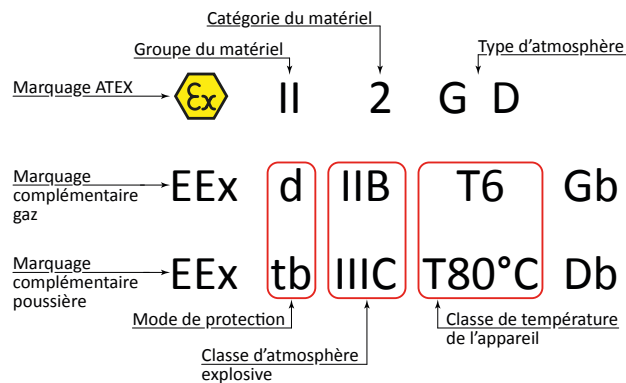 Catégorie du matériel
Groupe du matériel
Type d'atmosphère
Marquage ATEX
Ex II 2 G D
Marquage
complémentaire
gaz
EEx d IIB T6 Gb
Marquage
complémentaire
poussière
EEx tb IIIC T80°C Db
Mode de protection
Classe de température
de l'appareil
Classe d'atmosphère
explosive